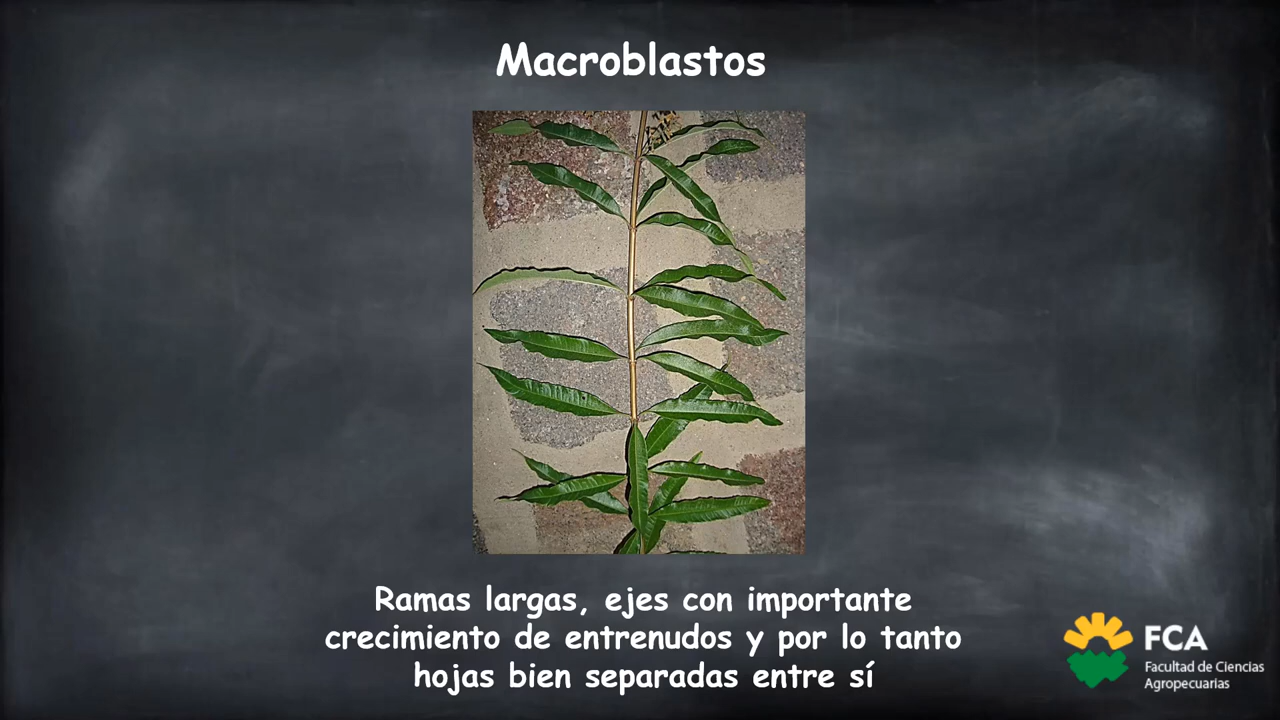 Macroblastos
Ramas largas, ejes con importante
crecimiento de entrenudos y por lo tanto
hojas bien separadas entre sí
FCA
Facultad de Ciencias
Agropecuarias